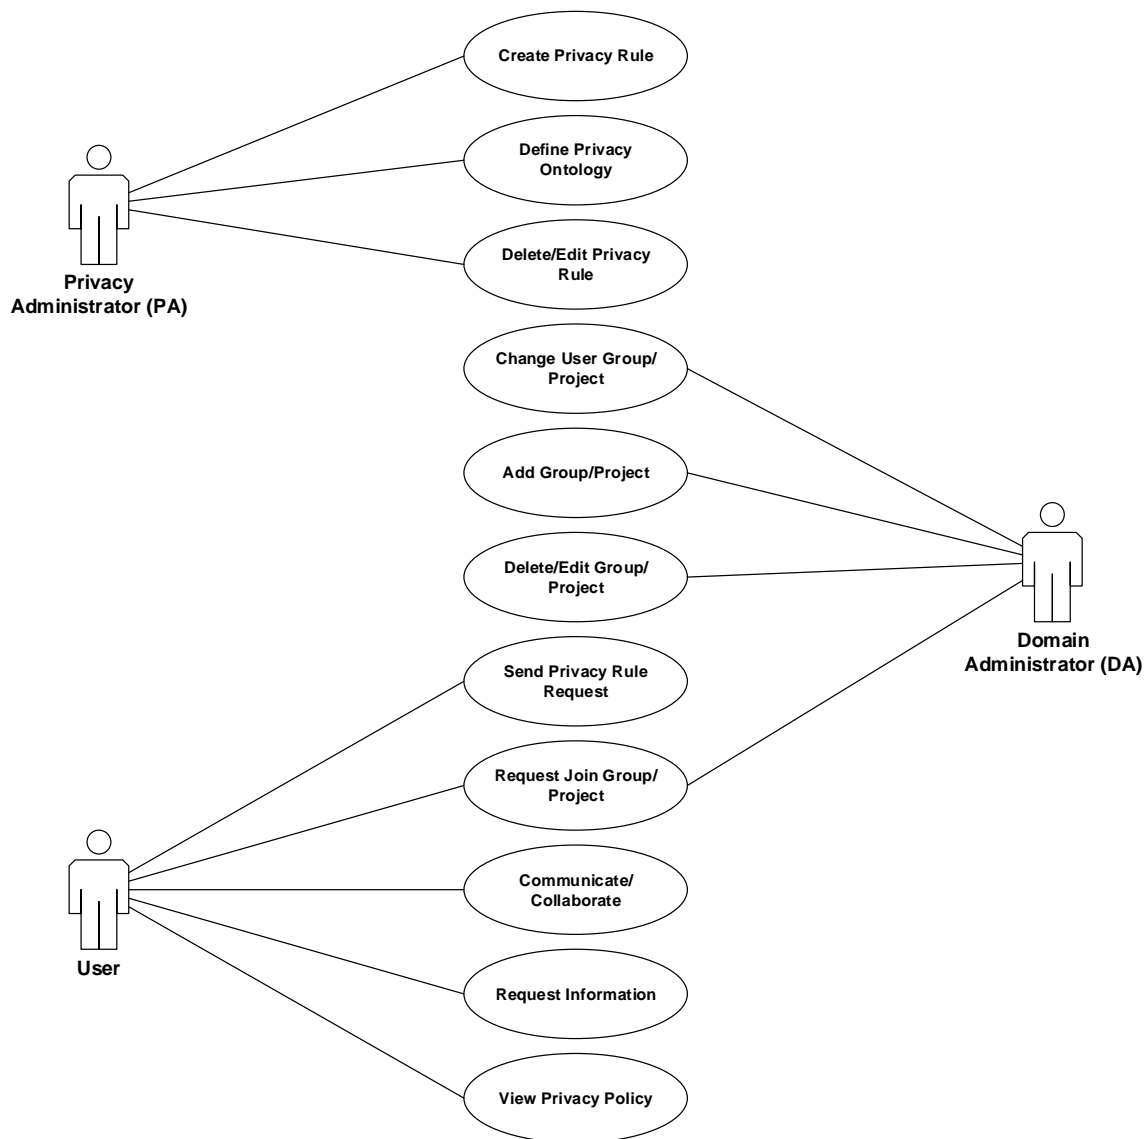 Create Privacy Rule
Define Privacy
Ontology
Delete/Edit Privacy
Rule
Privacy
Administrator (PA)
Change User Group/
Project
Add Group/Project
Delete/Edit Group/
Project
Domain
Administrator (DA)
Send Privacy Rule
Request
Request Join Group/
Project
Communicate/
Collaborate
User
Request Information
View Privacy Policy